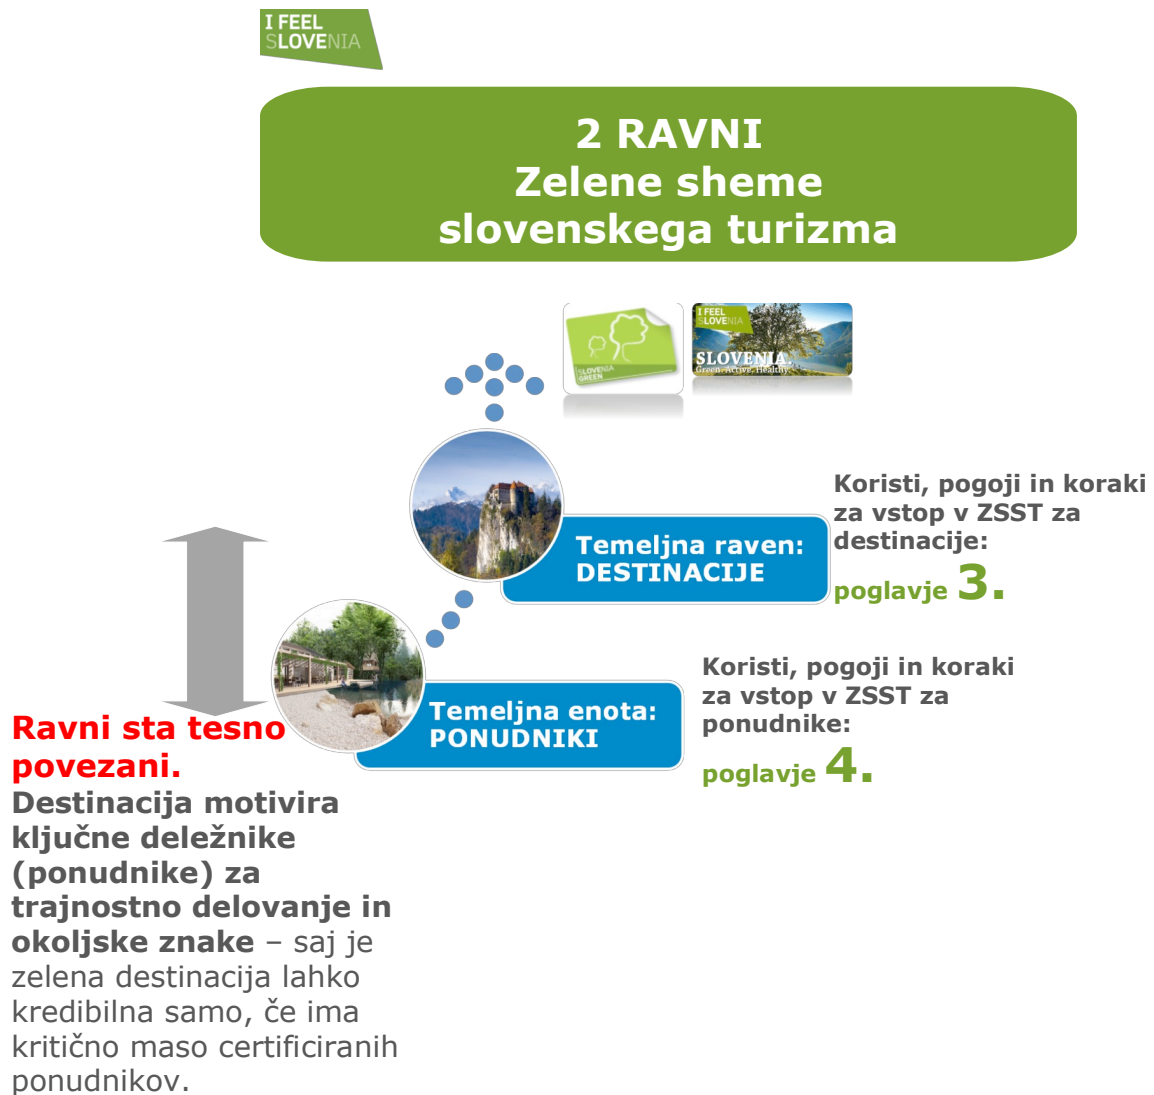 I FEEL
SLOVENIA
2 RAVNI
Zelene sheme
slovenskega turizma
I FEEL
SLOVENIA
SLOVENIA
GREEN
SLOVENIA.
Green. Active. Healthy.
Koristi, pogoji in koraki
za vstop v ZSST za
destinacije:
poglavje 3.
Temeljna raven:
DESTINACIJE
Koristi, pogoji in koraki
za vstop v ZSST za
ponudnike:
poglavje 4.
Temeljna enota:
PONUDNIKI
Ravni sta tesno
povezani.
Destinacija motivira
ključne deležnike
(ponudnike) za
trajnostno delovanje in
okoljske znake – saj je
zelena destinacija lahko
kredibilna samo, če ima
kritično maso certificiranih
ponudnikov.